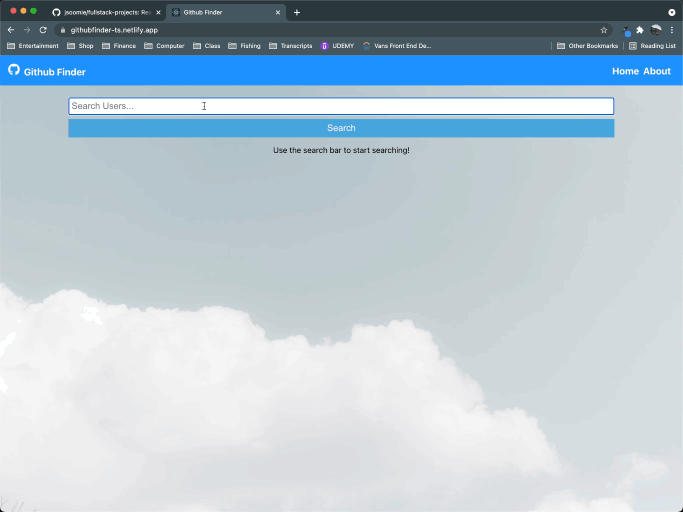 jsoomie/fullstack-projects: Rea
Github Finder
githubfinder-ts.netlify.app
Entertainment Shop Finance Computer Class Fishing Transcripts UDEMY Vans Front End De... Other Bookmarks Reading List
Github Finder Home About
Search Users...
Search
Use the search bar to start searching!